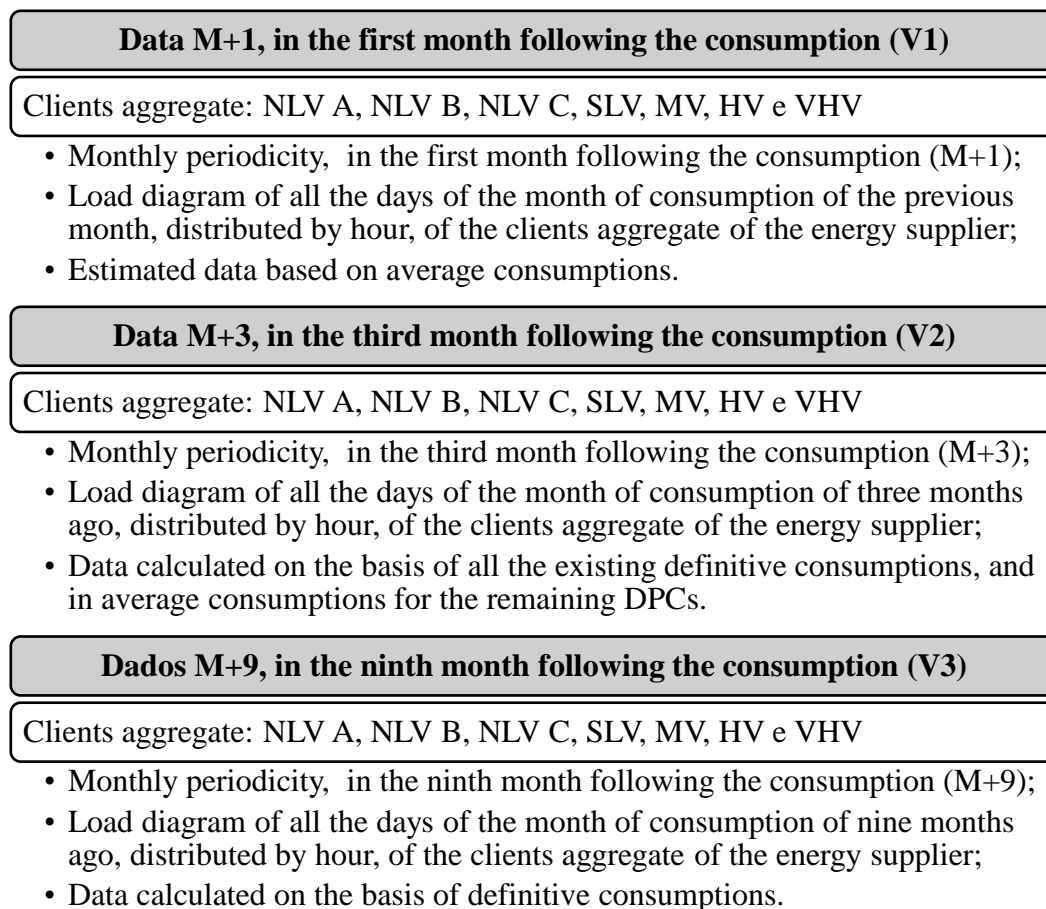 Data M+1, in the first month following the consumption (V1)
Clients aggregate: NLV A, NLV B, NLV C, SLV, MV, HV e VHV
• Monthly periodicity,  in the first month following the consumption (M+1);
• Load diagram of all the days of the month of consumption of the previous
month, distributed by hour, of the clients aggregate of the energy supplier;
• Estimated data based on average consumptions.
Data M+3, in the third month following the consumption (V2)
Clients aggregate: NLV A, NLV B, NLV C, SLV, MV, HV e VHV
• Monthly periodicity,  in the third month following the consumption (M+3);
• Load diagram of all the days of the month of consumption of three months
ago, distributed by hour, of the clients aggregate of the energy supplier;
• Data calculated on the basis of all the existing definitive consumptions, and
in average consumptions for the remaining DPCs.
Dados M+9, in the ninth month following the consumption (V3)
Clients aggregate: NLV A, NLV B, NLV C, SLV, MV, HV e VHV
• Monthly periodicity,  in the ninth month following the consumption (M+9);
• Load diagram of all the days of the month of consumption of nine months
ago, distributed by hour, of the clients aggregate of the energy supplier;
• Data calculated on the basis of definitive consumptions.